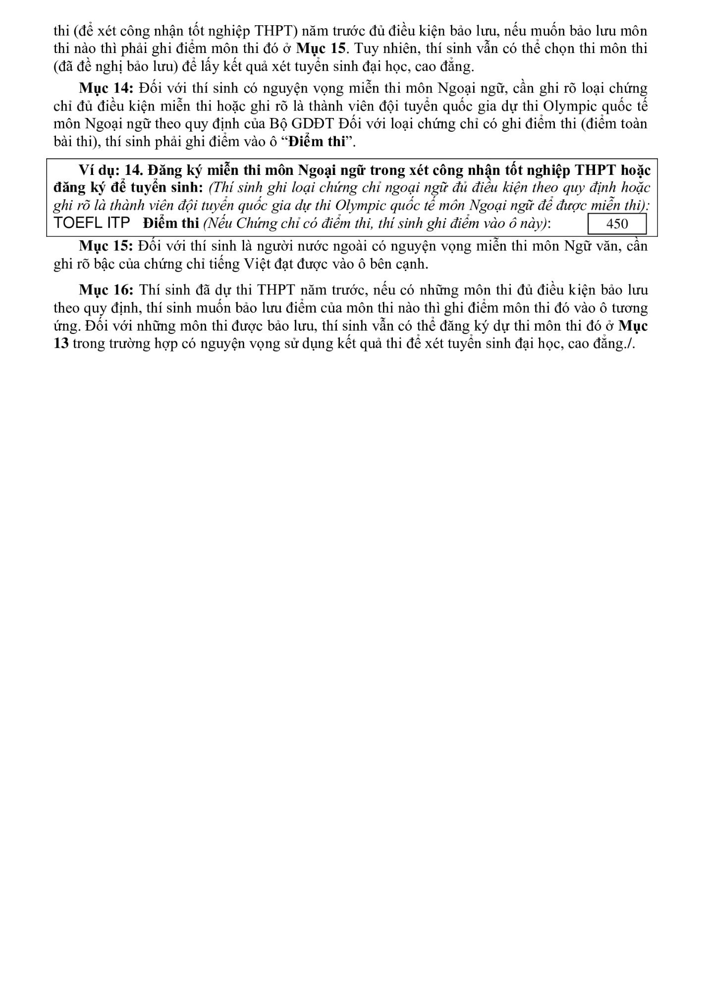 thi (để xét công nhận tốt nghiệp THPT) năm trước đủ điều kiện bảo lưu, nếu muốn bảo lưu môn
thi nào thì phải ghi điểm môn thi đó ở Mục 15. Tuy nhiên, thí sinh vẫn có thể chọn thi môn thi
(đã đề nghị bảo lưu) để lấy kết quả xét tuyển sinh đại học, cao đẳng.
Mục 14: Đối với thí sinh có nguyện vọng miễn thi môn Ngoại ngữ, cần ghi rõ loại chứng
chỉ đủ điều kiện miễn thi hoặc ghi rõ là thành viên đội tuyển quốc gia dự thi Olympic quốc tế
môn Ngoại ngữ theo quy định của Bộ GDĐT Đối với loại chứng chỉ có ghi điểm thi (điểm toàn
bài thi), thí sinh phải ghi điểm vào ô “Điểm thi”.
Ví dụ: 14. Đăng ký miễn thi môn Ngoại ngữ trong xét công nhận tốt nghiệp THPT hoặc
đăng ký để tuyển sinh: (Thí sinh ghi loại chứng chỉ ngoại ngữ đủ điều kiện theo quy định hoặc
ghi rõ là thành viên đội tuyển quốc gia dự thi Olympic quốc tế môn Ngoại ngữ để được miễn thi):
TOEFL ITP Điểm thi (Nếu Chứng chỉ có điểm thi, thí sinh ghi điểm vào ô này): 450
Mục 15: Đối với thí sinh là người nước ngoài có nguyện vọng miễn thi môn Ngữ văn, cần
ghi rõ bậc của chứng chỉ tiếng Việt đạt được vào ô bên cạnh.
Mục 16: Thí sinh đã dự thi THPT năm trước, nếu có những môn thi đủ điều kiện bảo lưu
theo quy định, thí sinh muốn bảo lưu điểm của môn thi nào thì ghi điểm môn thi đó vào ô tương
ứng. Đối với những môn thi được bảo lưu, thí sinh vẫn có thể đăng ký dự thi môn thi đó ở Mục
13 trong trường hợp có nguyện vọng sử dụng kết quả thi để xét tuyển sinh đại học, cao đẳng./.